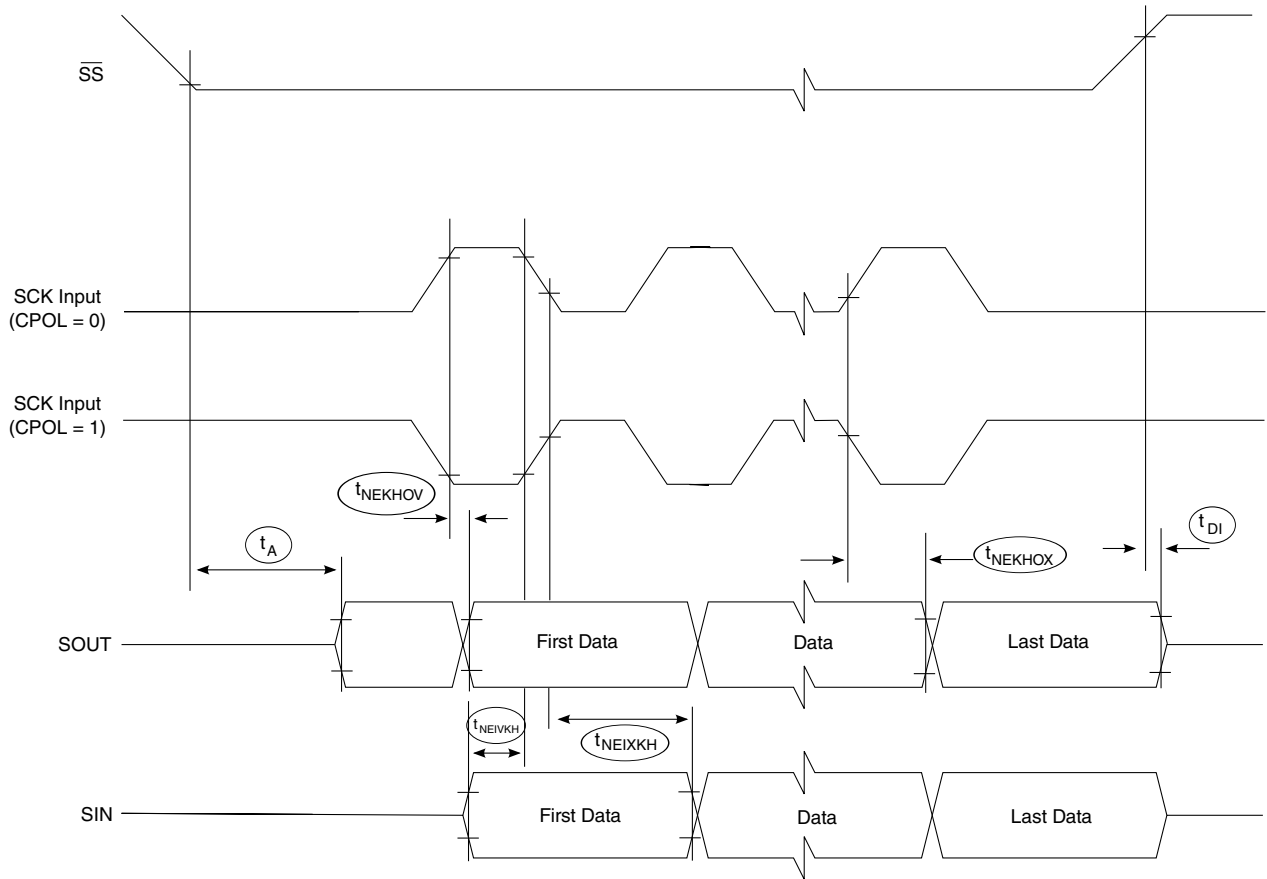 SS
SCK Input
(CPOL = 0)
SCK Input
(CPOL = 1)
tNEKHOV
tA
tNEKHOX
tDI
SOUT
First Data
Data
Last Data
tNEIVKH
tNEIXKH
SIN
First Data
Data
Last Data